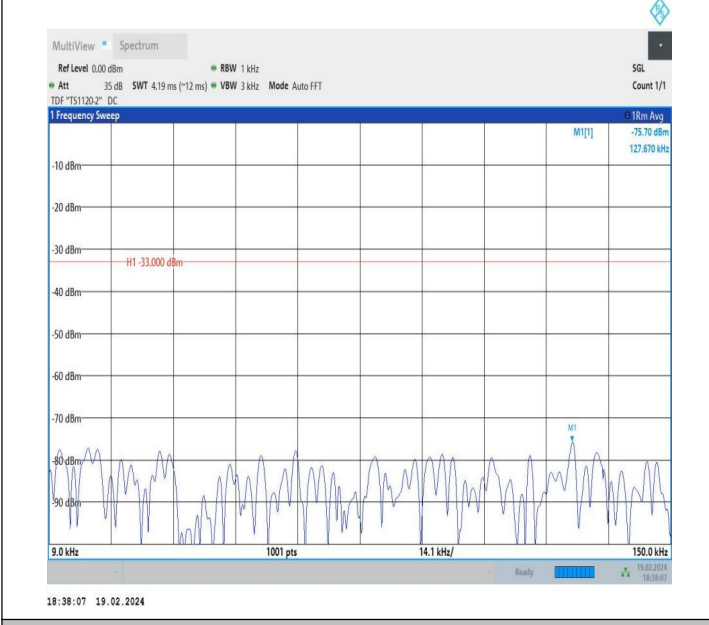 R&S
MultiView Spectrum
Ref Level 0.00 dBm RBW 1 kHz SGL
Att 35 dB SWT 4.19 ms (~12 ms) VBW 3 kHz Mode Auto FFT Count 1/1
TDF "TS1120-2" DC
1 Frequency Sweep 1Rm Avg
M1[1] -75.70 dBm
127.670 kHz
-10 dBm
-20 dBm
-30 dBm
H1 -33.000 dBm
-40 dBm
-50 dBm
-60 dBm
-70 dBm
M1
-80 dBm
-90 dBm
9.0 kHz 1001 pts 14.1 kHz/ 150.0 kHz
Ready 19.02.2024
18:38:07
18:38:07 19.02.2024